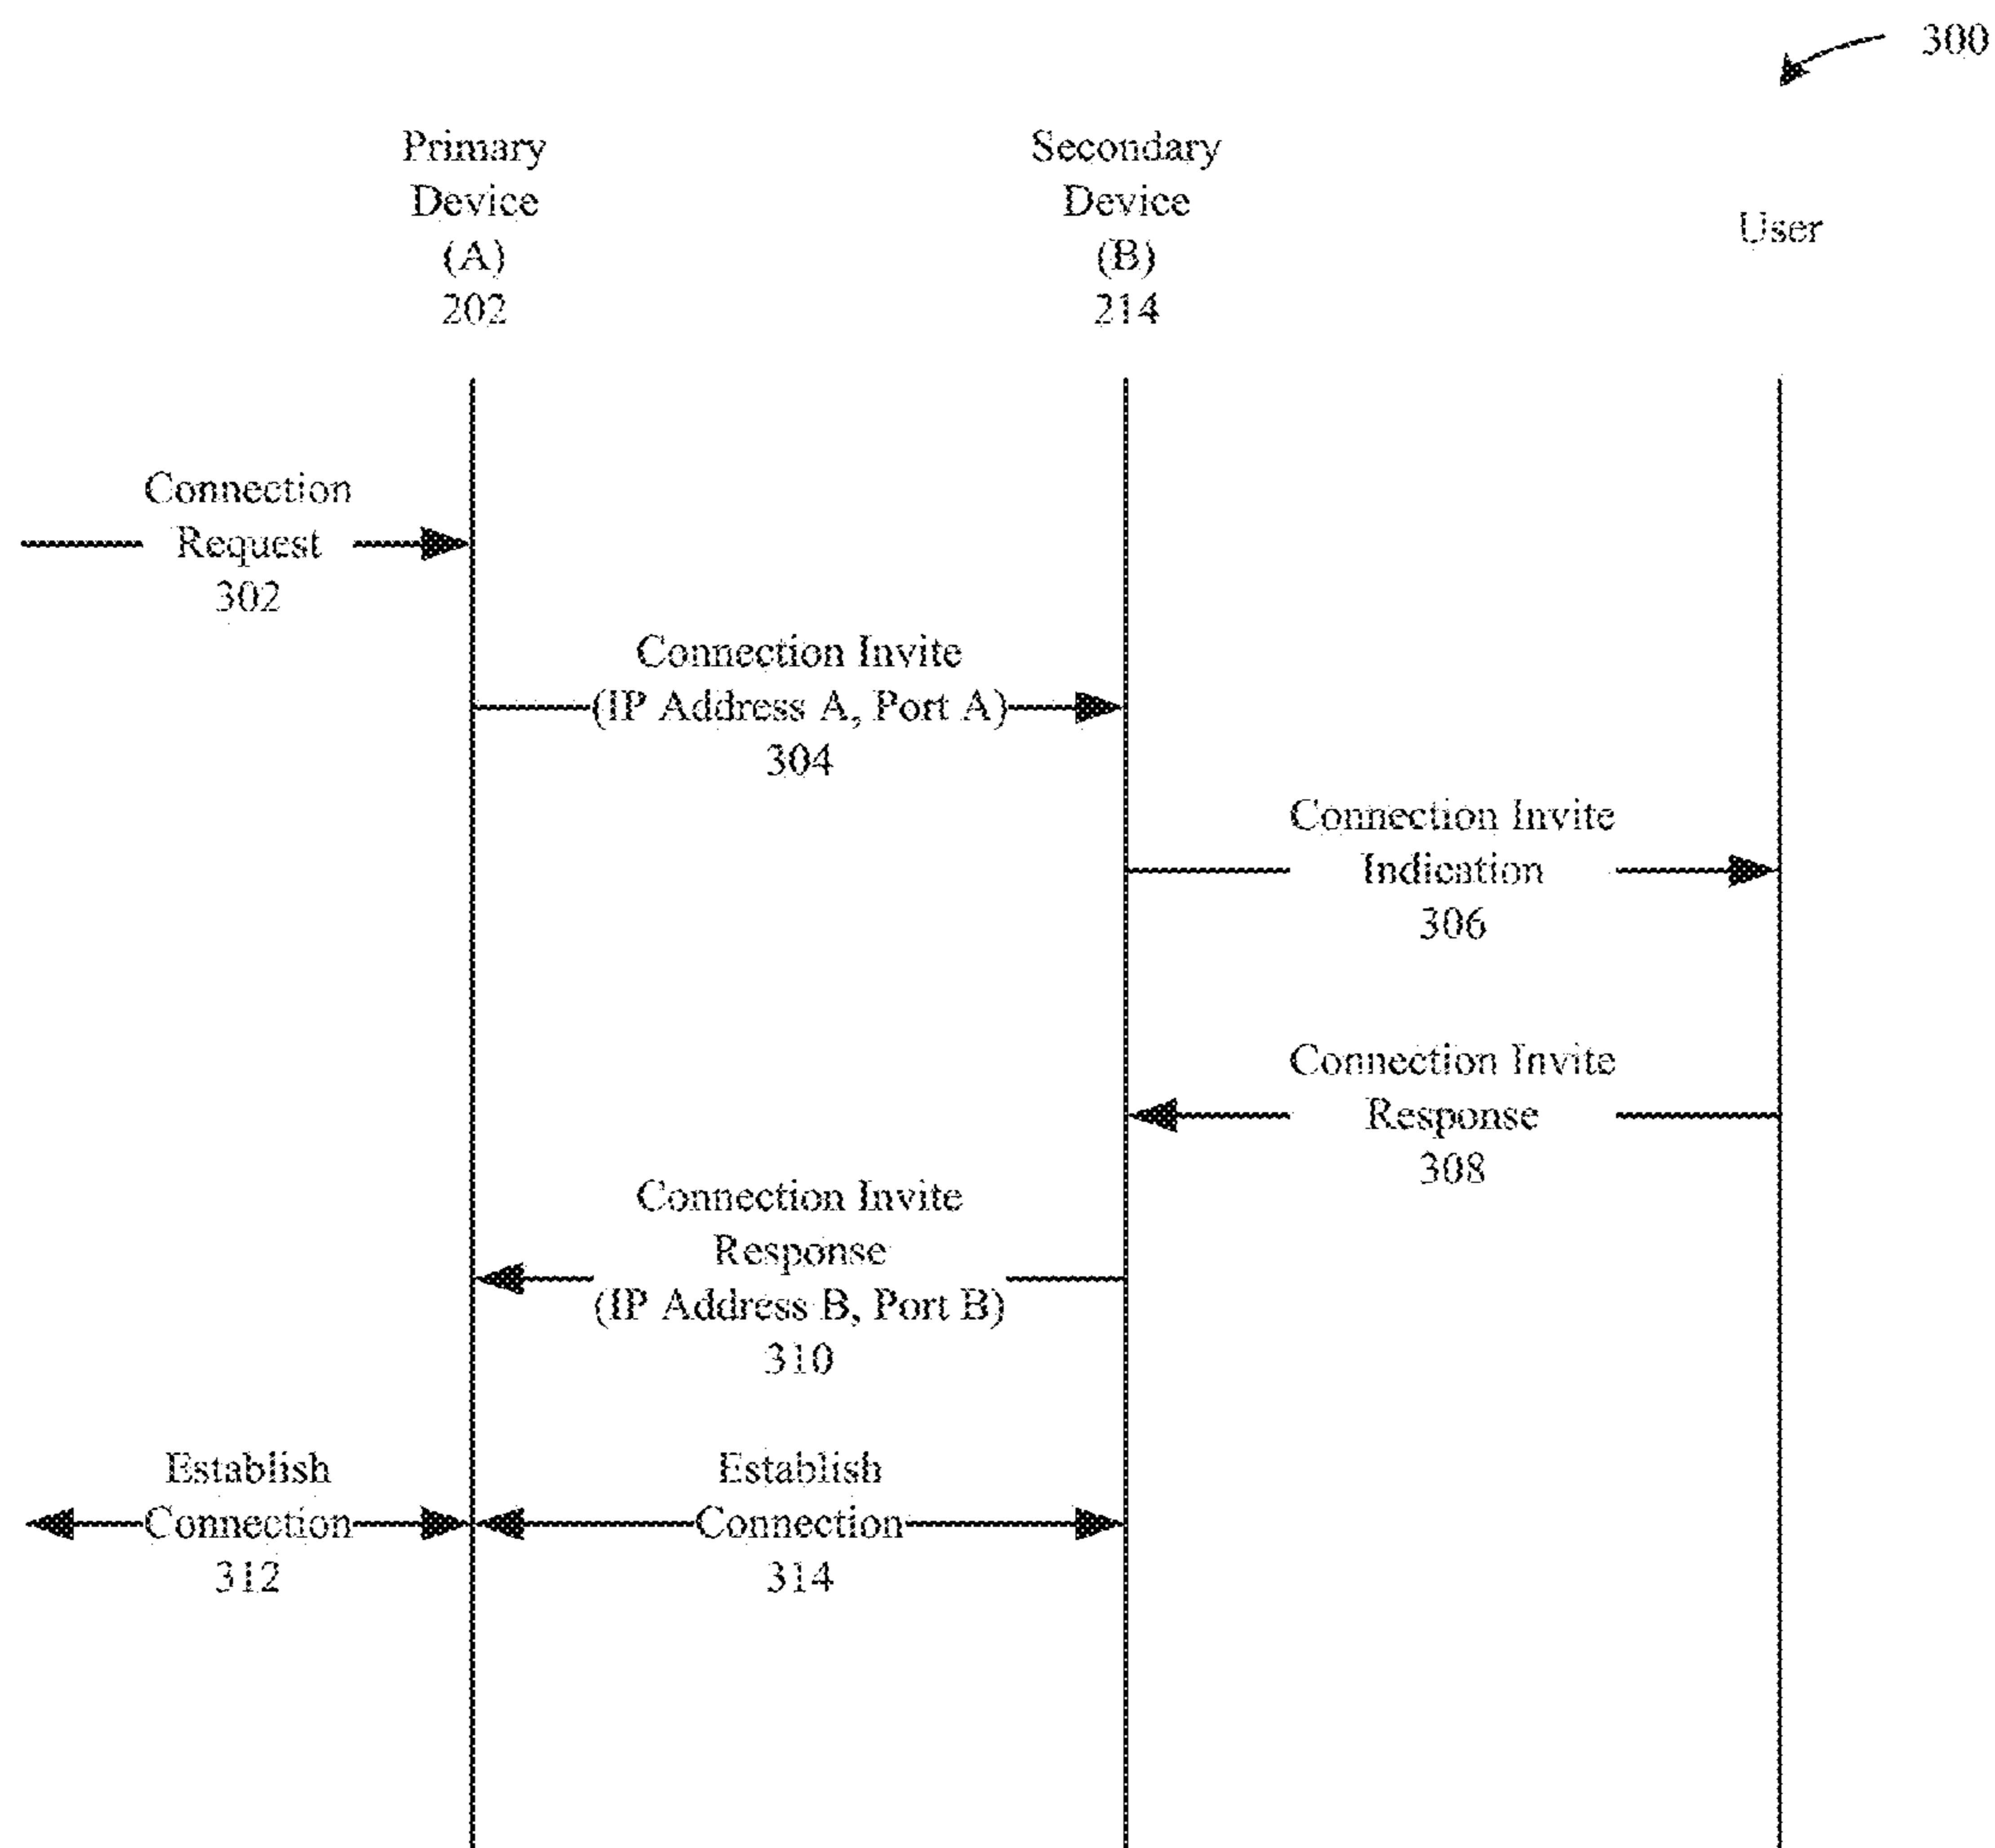 300
Primary
Device
(A)
202
Secondary
Device
(B)
214
User
Connection
Request
302
Connection Invite
(IP Address A, Port A)
304
Connection Invite
Indication
306
Connection Invite
Response
308
Connection Invite
Response
(IP Address B, Port B)
310
Establish
Connection
312
Establish
Connection
314